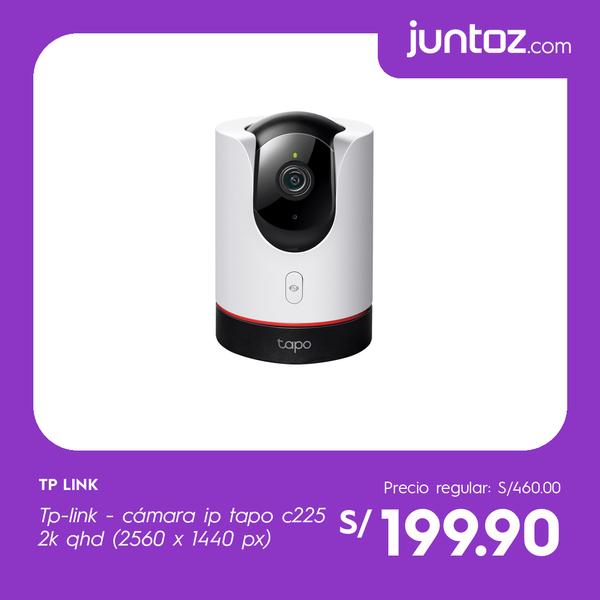 juntoz.com
tapo
TP LINK
Tp-link - cámara ip tapo c225
2k qhd (2560 x 1440 px)
Precio regular: S/460.00
S/199.90